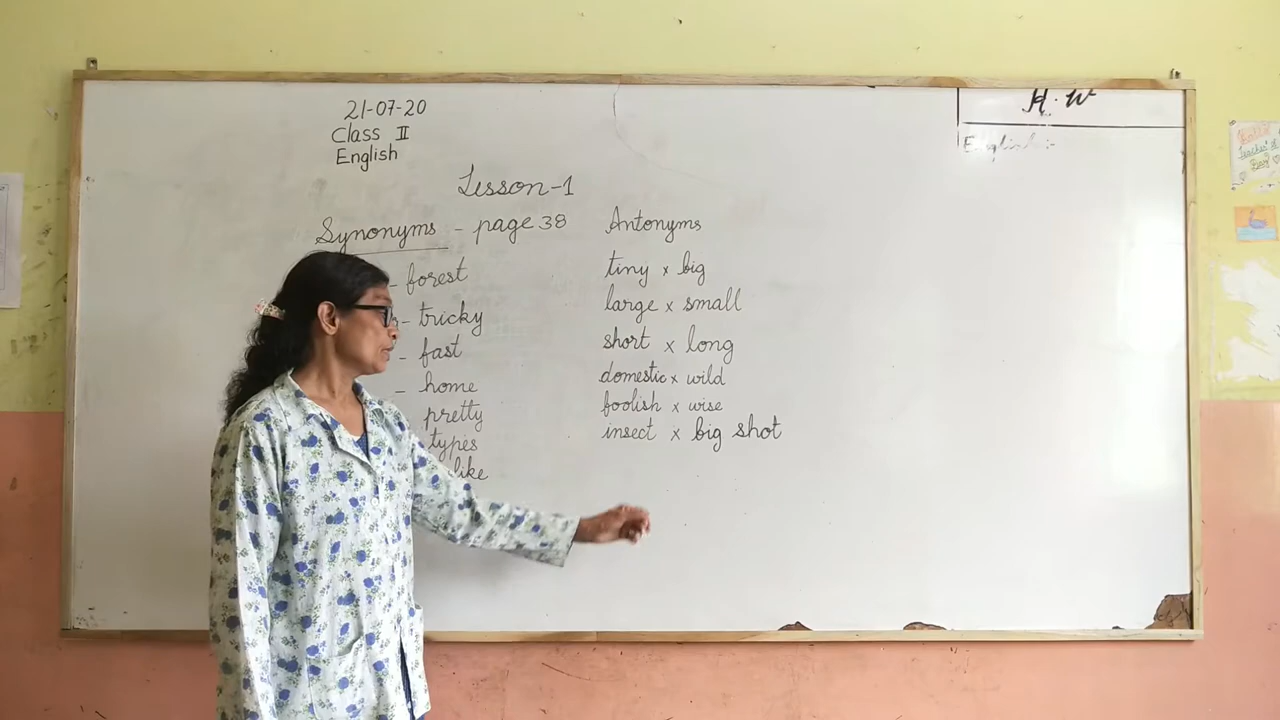 21-07-20
Class II
English
H.W
English :-
Lesson-1
Synonyms - page 38
Antonyms
- forest
- tricky
- fast
- home
pretty
types
like
tiny x big
large x small
short x long
domestic x wild
foolish x wise
insect x big shot